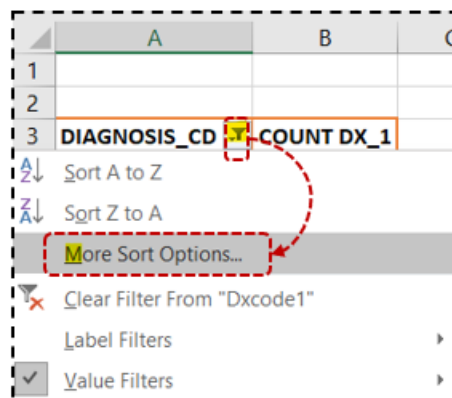 A B C
1
2
3 DIAGNOSIS_CD COUNT DX_1
A Z Sort A to Z
Z A Sort Z to A
More Sort Options...
Clear Filter From "Dxcode1"
Label Filters
Value Filters